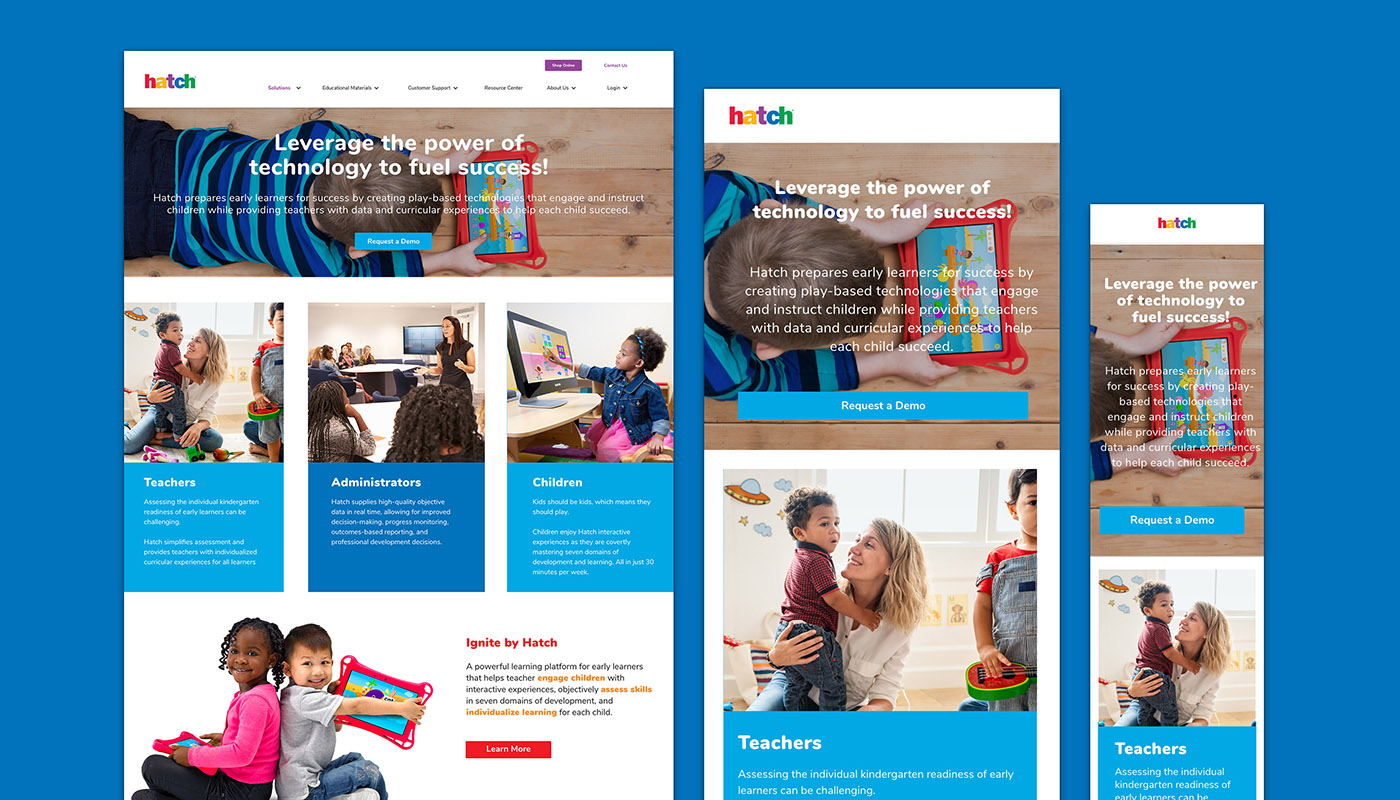 Shop Online
Contact Us
hatch
Solutions
Educational Materials
Customer Support
Resource Center
About Us
Login
Leverage the power of
technology to fuel success!
Hatch prepares early learners for success by creating play-based technologies that engage and instruct
children while providing teachers with data and curricular experiences to help each child succeed.
Request a Demo
Teachers
Assessing the individual kindergarten
readiness of early learners can be
challenging.
Hatch simplifies assessment and
provides teachers with individualized
curricular experiences for all learners
Administrators
Hatch supplies high-quality objective
data in real time, allowing for improved
decision-making, progress monitoring,
outcomes-based reporting, and
professional development decisions.
Children
Kids should be kids, which means they
should play.
Children enjoy Hatch interactive
experiences as they are covertly
mastering seven domains of
development and learning. All in just 30
minutes per week.
Ignite by Hatch
A powerful learning platform for early learners
that helps teacher engage children with
interactive experiences, objectively assess skills
in seven domains of development, and
individualize learning for each child.
Learn More
hatch
Leverage the power of
technology to fuel success!
Hatch prepares early learners for success by
creating play-based technologies that engage
and instruct children while providing teachers
with data and curricular experiences to help
each child succeed.
Request a Demo
Teachers
Assessing the individual kindergarten readiness of early
learners can be challenging.
hatch
Leverage the power
of technology to
fuel success!
Hatch prepares early learners
for success by creating play-
based technologies that
engage and instruct children
while providing teachers with
data and curricular experiences
to help each child succeed.
Request a Demo
Teachers
Assessing the individual
kindergarten readiness of
early learners can be